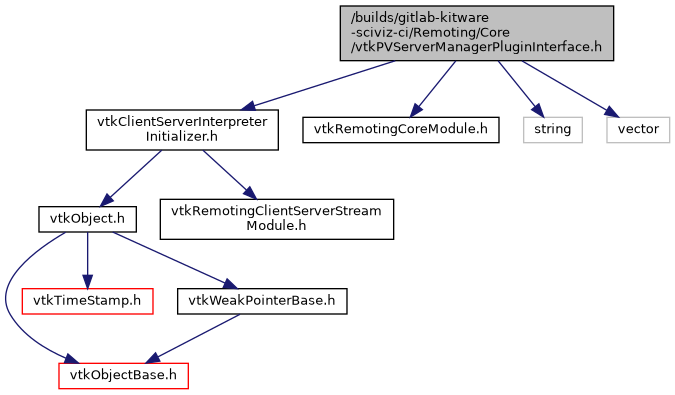 /builds/gitlab-kitware
-sciviz-ci/Remoting/Core
/vtkPVServerManagerPluginInterface.h
vtkClientServerInterpreter
Initializer.h
vtkRemotingCoreModule.h
string
vector
vtkObject.h
vtkRemotingClientServerStream
Module.h
vtkTimeStamp.h
vtkWeakPointerBase.h
vtkObjectBase.h